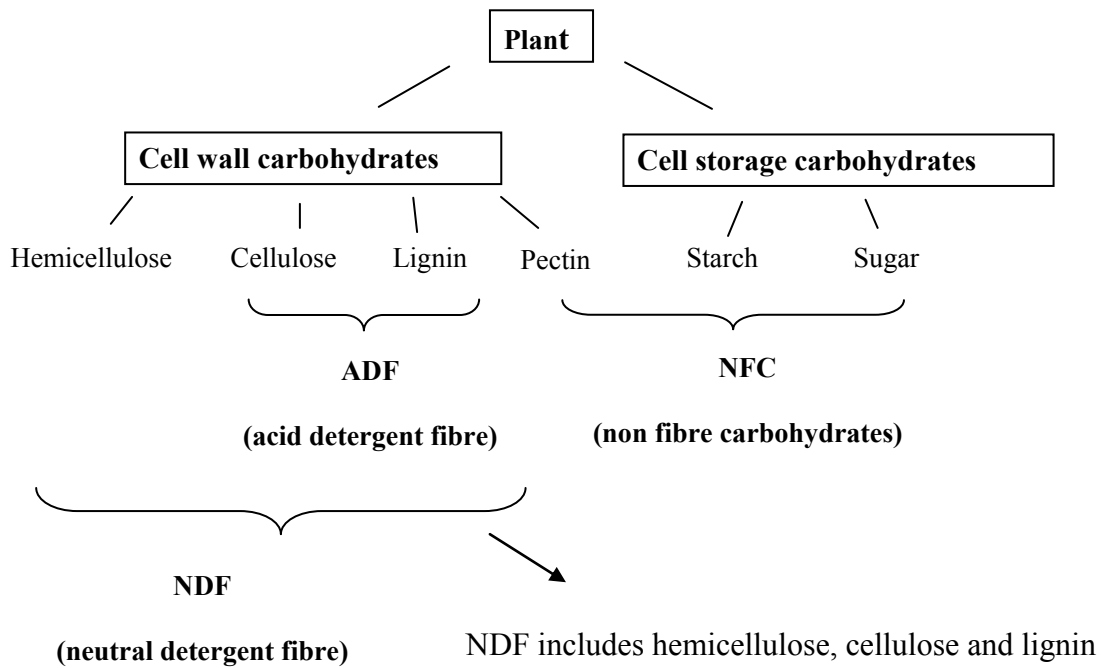 Plant
Cell wall carbohydrates
Cell storage carbohydrates
Hemicellulose
Cellulose
Lignin
Pectin
Starch
Sugar
ADF
NFC
(acid detergent fibre)
(non fibre carbohydrates)
NDF
(neutral detergent fibre)
NDF includes hemicellulose, cellulose and lignin